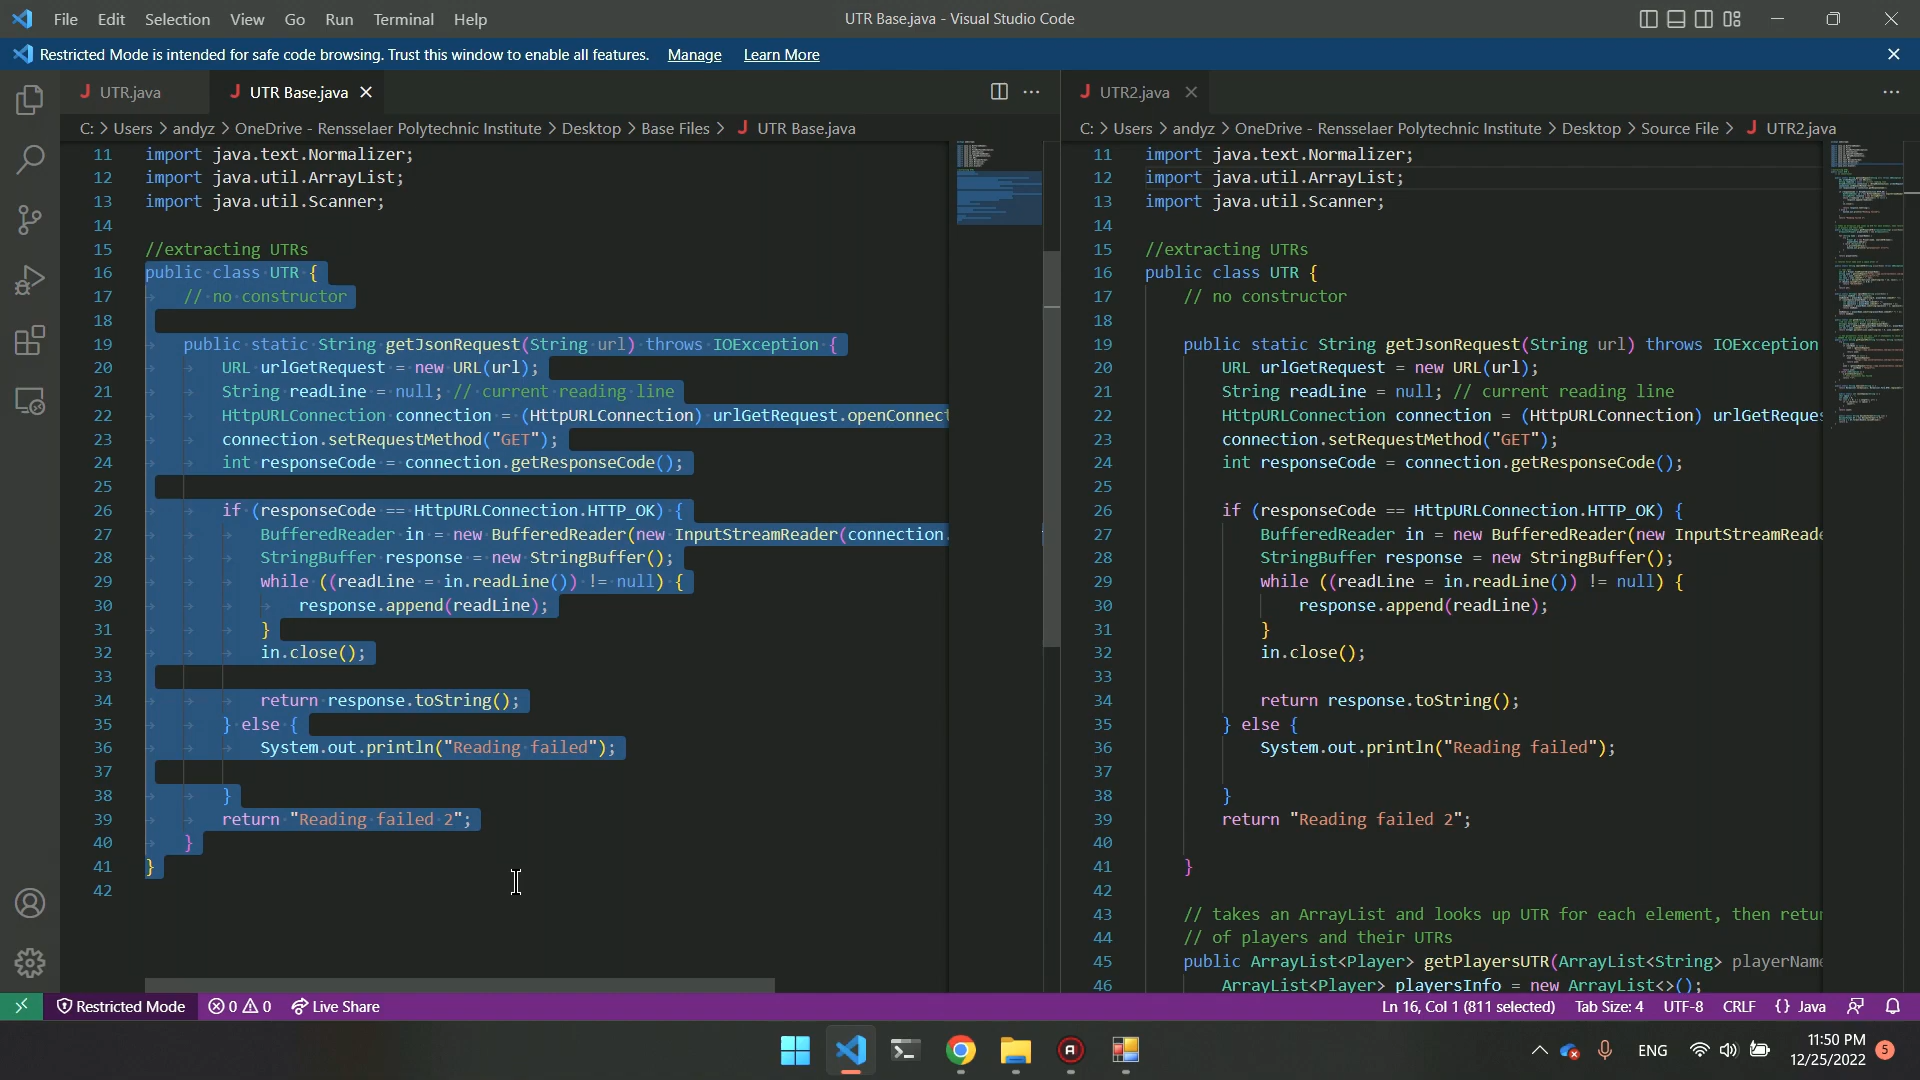 File Edit Selection View Go Run Terminal Help
UTR Base.java - Visual Studio Code
Restricted Mode is intended for safe code browsing. Trust this window to enable all features. Manage Learn More
UTR.java
UTR Base.java
C: > Users > andyz > OneDrive - Rensselaer Polytechnic Institute > Desktop > Base Files > UTR Base.java
11 import java.text.Normalizer;
12 import java.util.ArrayList;
13 import java.util.Scanner;
14
15 //extracting UTRs
16 public class UTR {
17 // no constructor
18
19 public static String getJsonRequest(String url) throws IOException {
20 URL urlGetRequest = new URL(url);
21 String readLine = null; // current reading line
22 HttpURLConnection connection = (HttpURLConnection) urlGetRequest.openConnect
23 connection.setRequestMethod("GET");
24 int responseCode = connection.getResponseCode();
25
26 if (responseCode == HttpURLConnection.HTTP_OK) {
27 BufferedReader in = new BufferedReader(new InputStreamReader(connection.
28 StringBuffer response = new StringBuffer();
29 while ((readLine = in.readLine()) != null) {
30 response.append(readLine);
31 }
32 in.close();
33
34 return response.toString();
35 } else {
36 System.out.println("Reading failed");
37
38 }
39 return "Reading failed 2";
40 }
41 }
42
UTR2.java
C: > Users > andyz > OneDrive - Rensselaer Polytechnic Institute > Desktop > Source File > UTR2.java
11 import java.text.Normalizer;
12 import java.util.ArrayList;
13 import java.util.Scanner;
14
15 //extracting UTRs
16 public class UTR {
17 // no constructor
18
19 public static String getJsonRequest(String url) throws IOException
20 URL urlGetRequest = new URL(url);
21 String readLine = null; // current reading line
22 HttpURLConnection connection = (HttpURLConnection) urlGetReques
23 connection.setRequestMethod("GET");
24 int responseCode = connection.getResponseCode();
25
26 if (responseCode == HttpURLConnection.HTTP_OK) {
27 BufferedReader in = new BufferedReader(new InputStreamReade
28 StringBuffer response = new StringBuffer();
29 while ((readLine = in.readLine()) != null) {
30 response.append(readLine);
31 }
32 in.close();
33
34 return response.toString();
35 } else {
36 System.out.println("Reading failed");
37
38 }
39 return "Reading failed 2";
40
41 }
42
43 // takes an ArrayList and looks up UTR for each element, then retur
44 // of players and their UTRs
45 public ArrayList<Player> getPlayersUTR(ArrayList<String> playerName
46 ArrayList<Player> playersInfo = new ArrayList<>();
Restricted Mode 0 0 Live Share
Ln 16, Col 1 (811 selected) Tab Size: 4 UTF-8 CRLF {} Java
ENG
11:50 PM
12/25/2022
5